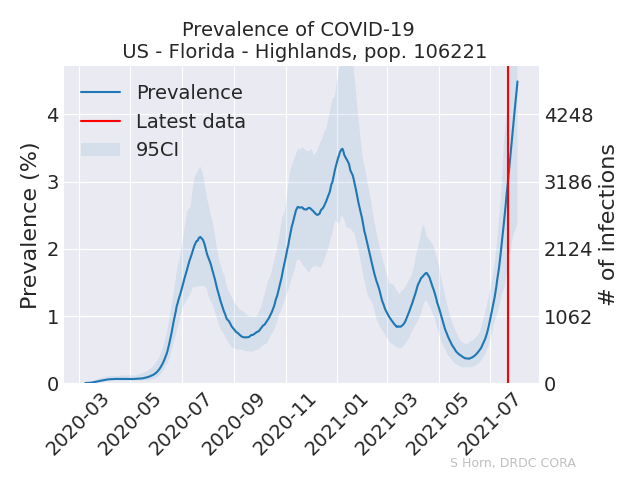 Prevalence of COVID-19
US - Florida - Highlands, pop. 106221
Prevalence
Latest data
95CI
Prevalence (%)
4
3
2
1
0
4248
3186
2124
1062
0
# of infections
2020-03
2020-05
2020-07
2020-09
2020-11
2021-01
2021-03
2021-05
2021-07
S Horn, DRDC CORA